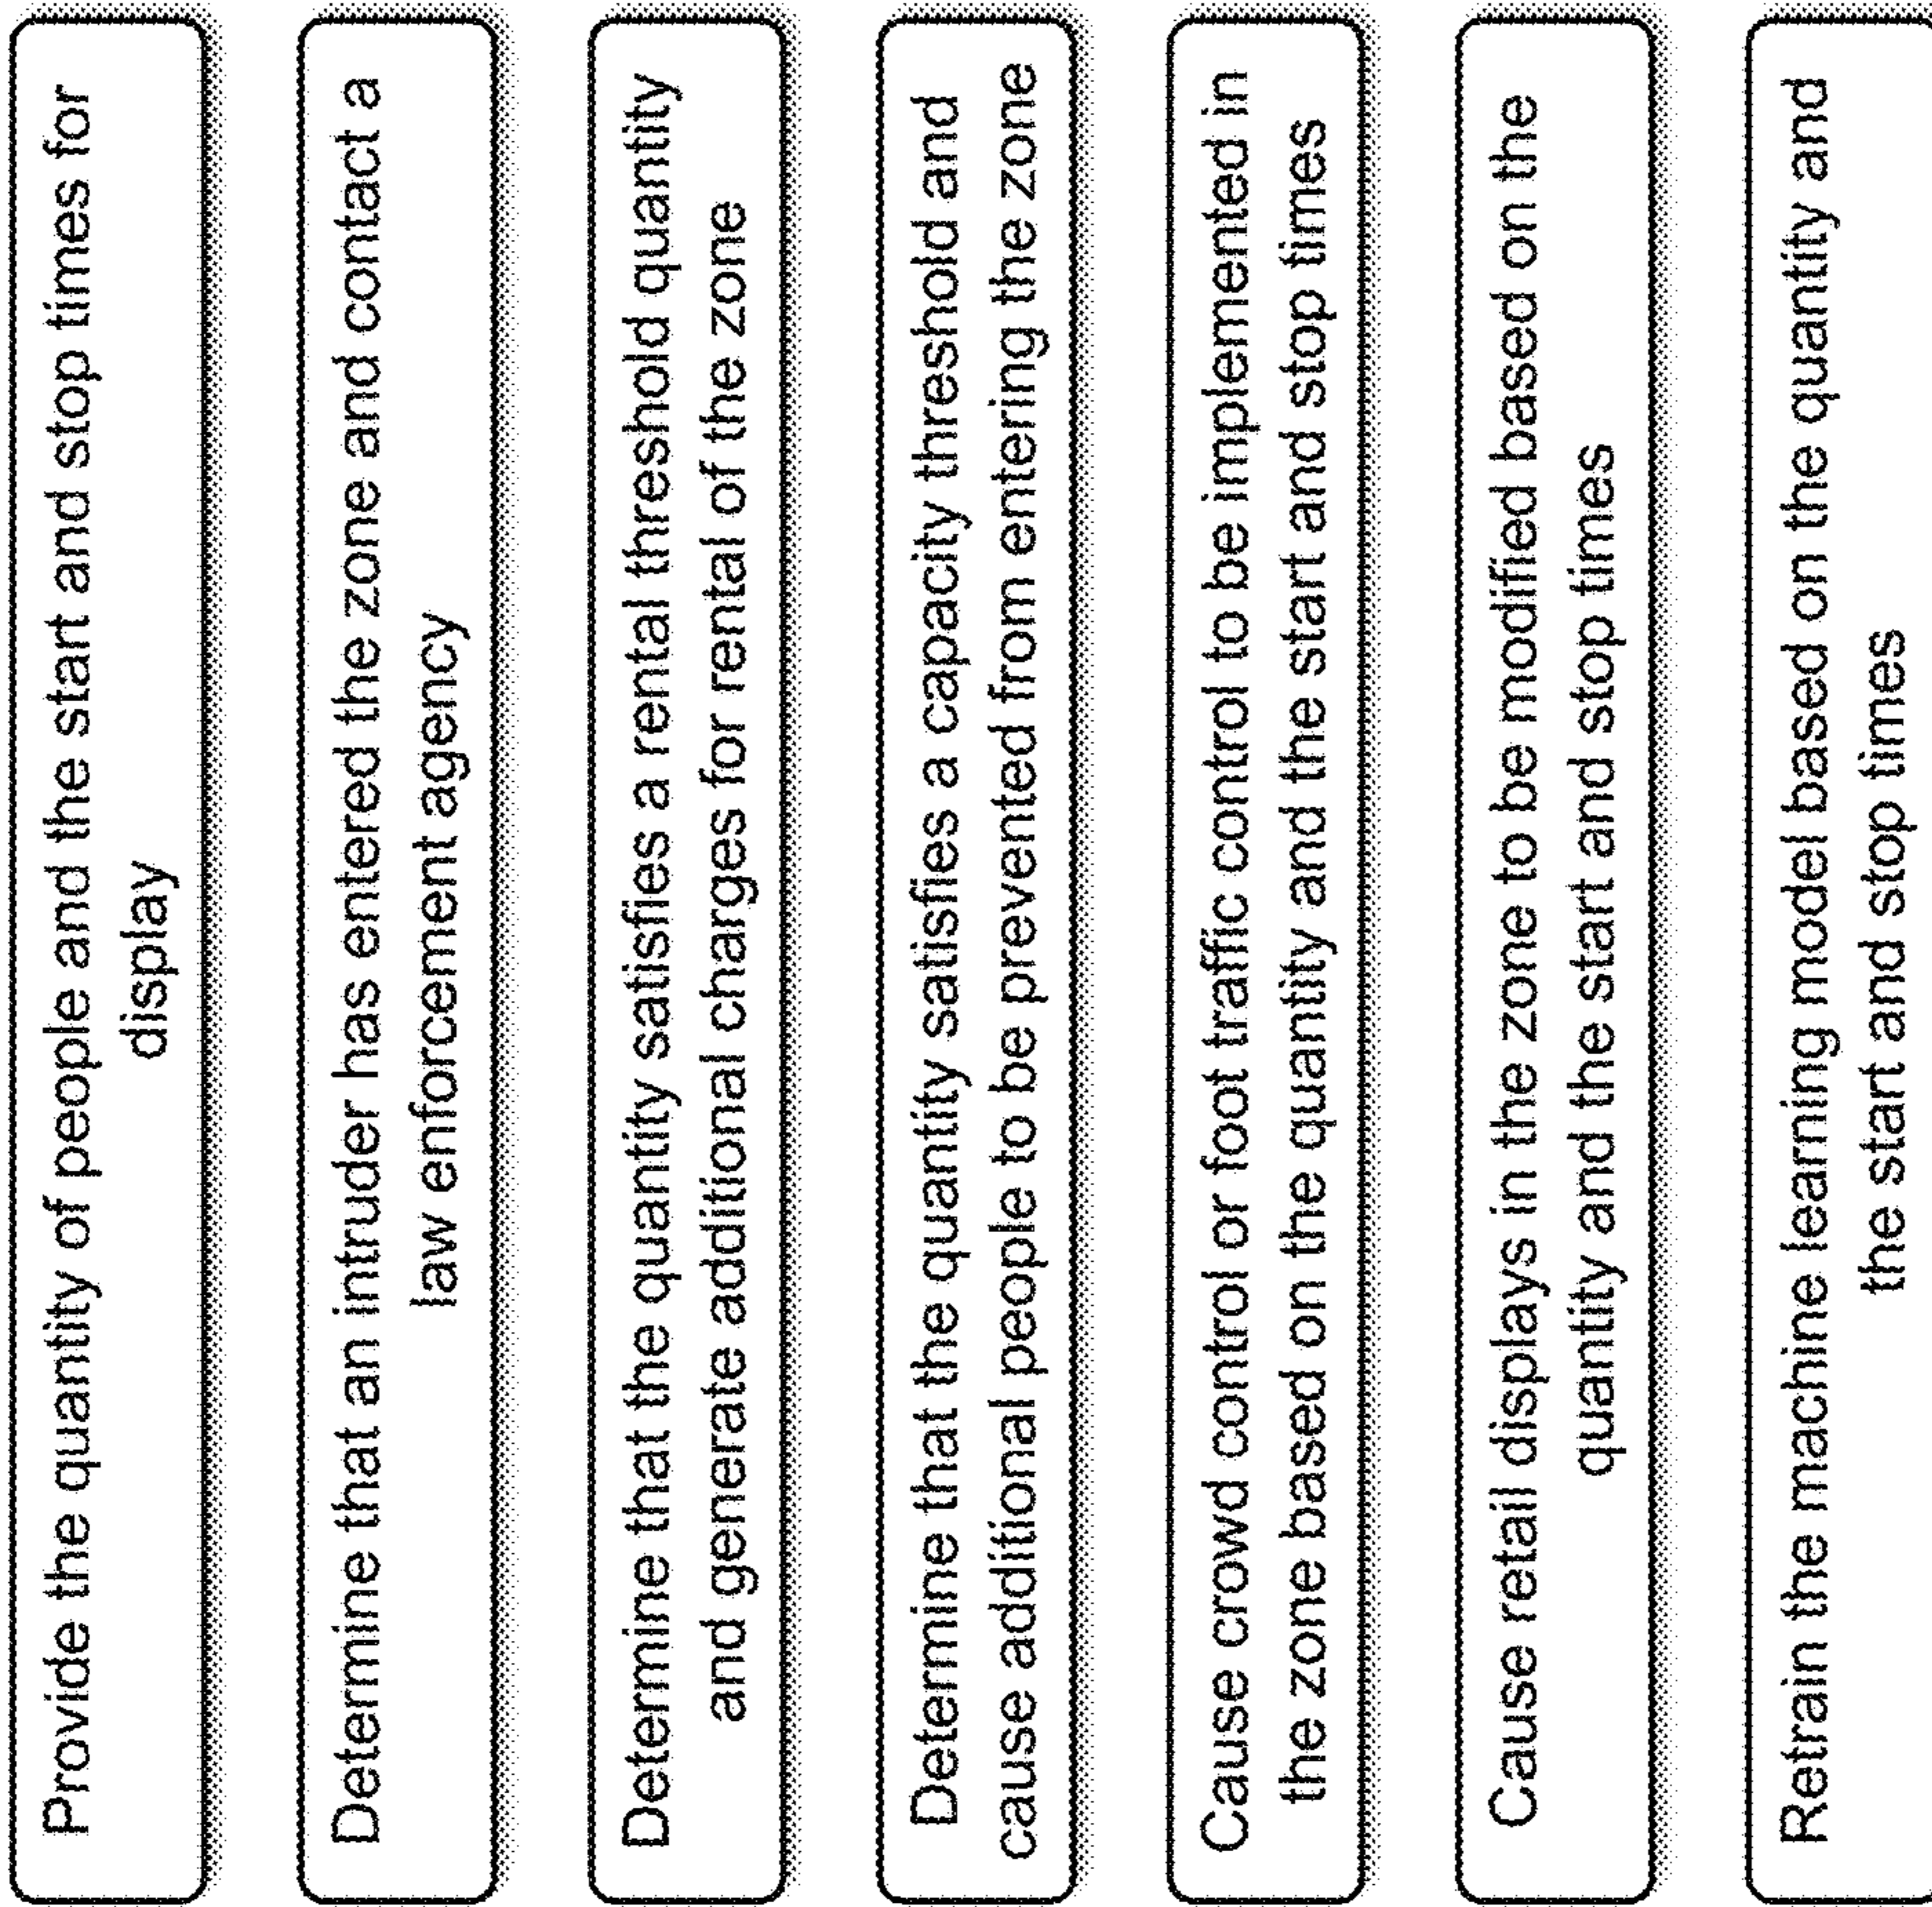 Provide the quantity of people and the start and stop times for
display
Determine that an intruder has entered the zone and contact a
law enforcement agency
Determine that the quantity satisfies a rental threshold quantity
and generate additional charges for rental of the zone
Determine that the quantity satisfies a capacity threshold and
cause additional people to be prevented from entering the zone
Cause crowd control or foot traffic control to be implemented in
the zone based on the quantity and the start and stop times
Cause retail displays in the zone to be modified based on the
quantity and the start and stop times
Retrain the machine learning model based on the quantity and
the start and stop times